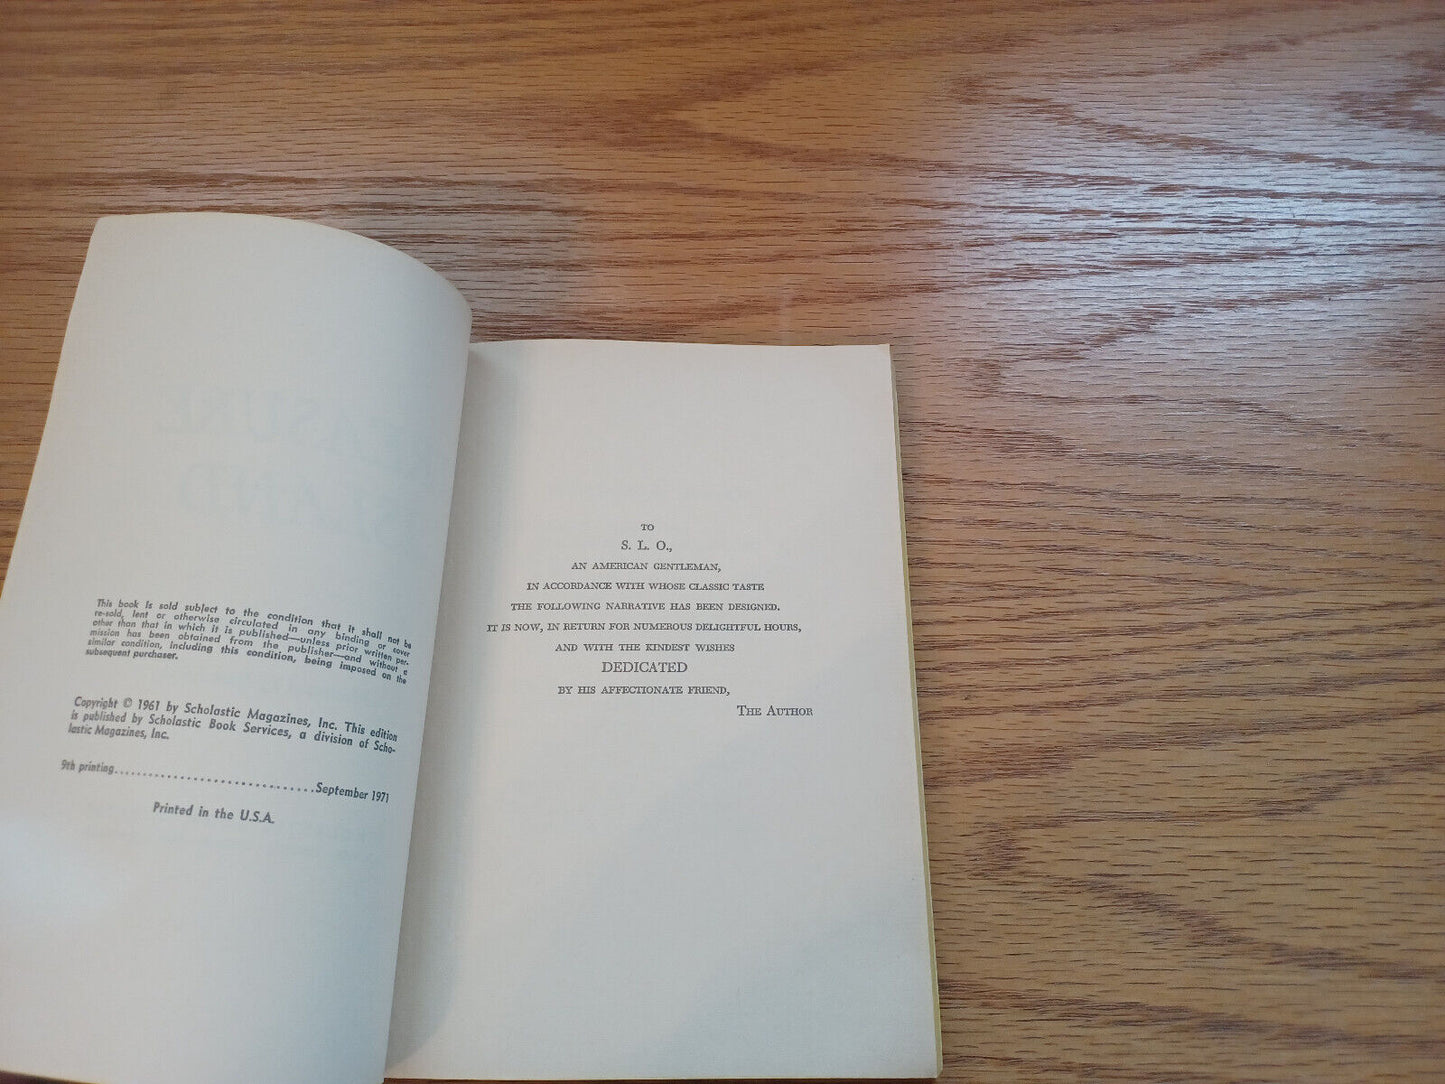 This book is sold subject to the condition that it shall not be
re-sold, lent or otherwise circulated in any binding or cover
other than that in which it is published—unless prior written per-
mission has been obtained from the publisher—and without a
similar condition, including this condition, being imposed on the
subsequent purchaser.
Copyright © 1961 by Scholastic Magazines, Inc. This edition
is published by Scholastic Book Services, a division of Scho-
lastic Magazines, Inc.
9th printing................................September 1971
Printed in the U.S.A.
TO
S. L. O.,
AN AMERICAN GENTLEMAN,
IN ACCORDANCE WITH WHOSE CLASSIC TASTE
THE FOLLOWING NARRATIVE HAS BEEN DESIGNED.
IT IS NOW, IN RETURN FOR NUMEROUS DELIGHTFUL HOURS,
AND WITH THE KINDEST WISHES
DEDICATED
BY HIS AFFECTIONATE FRIEND,
THE AUTHOR